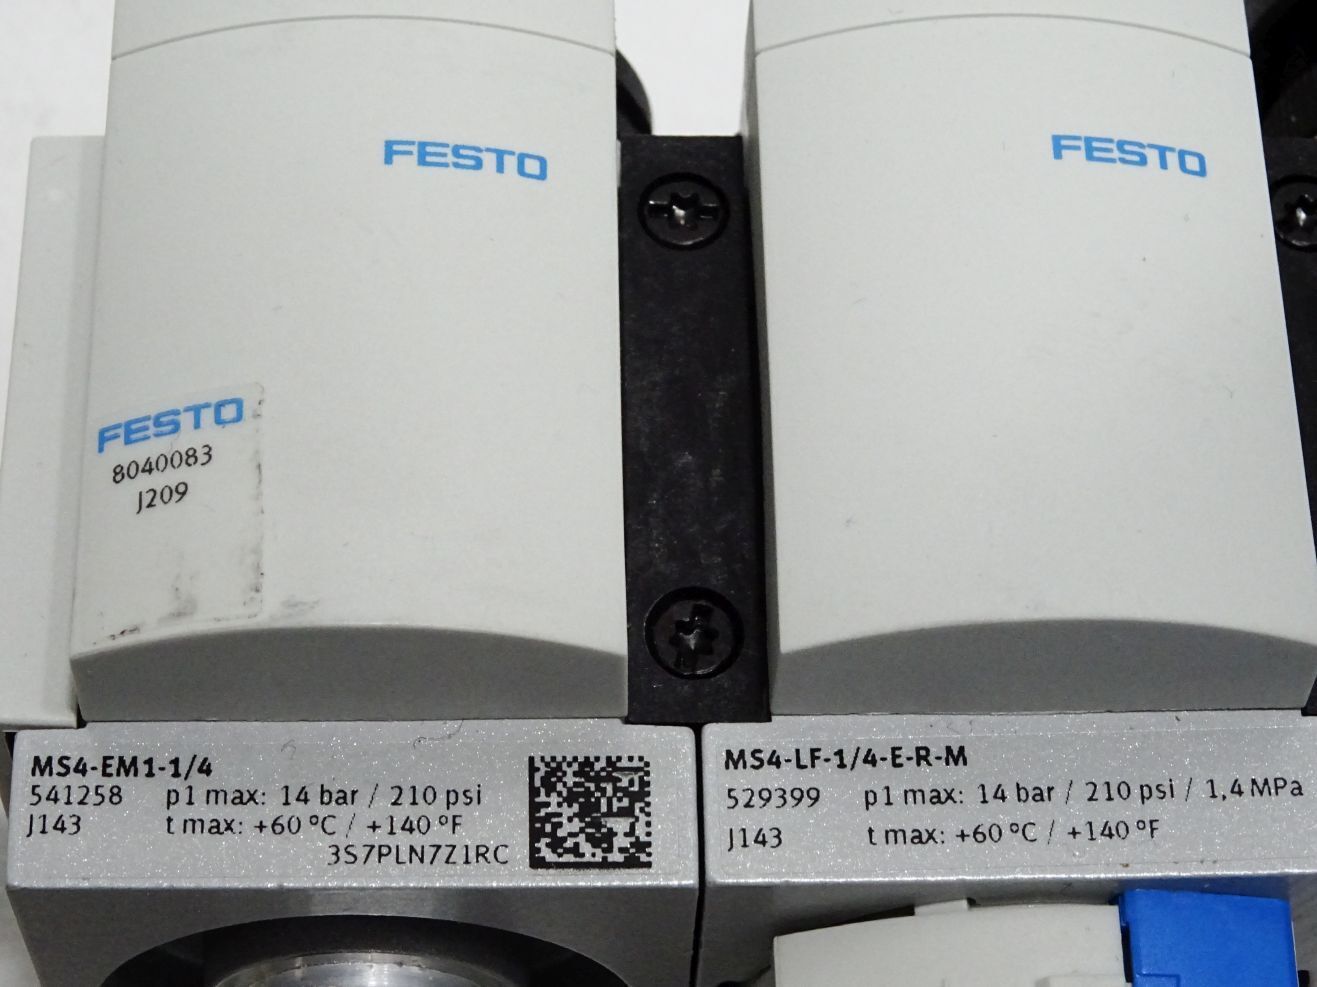 FESTO
FESTO
FESTO
8040083
J209
MS4-EM1-1/4
541258 p1 max: 14 bar / 210 psi
J143 t max: +60 °C / +140 °F
3S7PLN7Z1RC
MS4-LF-1/4-E-R-M
529399 p1 max: 14 bar / 210 psi / 1,4 MPa
J143 t max: +60 °C / +140 °F